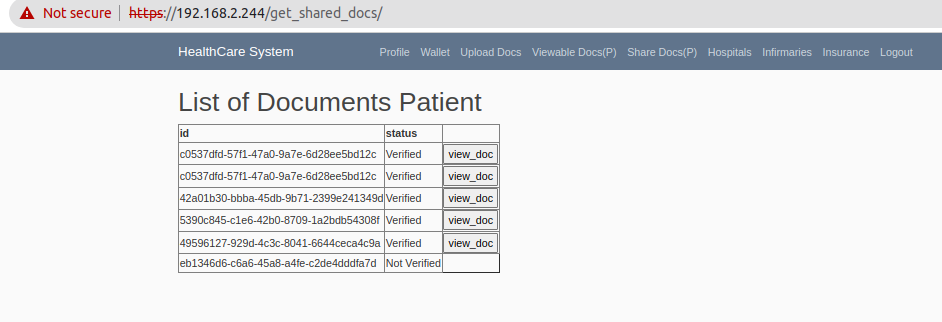 Not secure https://192.168.2.244/get_shared_docs/
HealthCare System Profile Wallet Upload Docs Viewable Docs(P) Share Docs(P) Hospitals Infirmaries Insurance Logout
List of Documents Patient
id status
c0537dfd-57f1-47a0-9a7e-6d28ee5bd12c Verified view_doc
c0537dfd-57f1-47a0-9a7e-6d28ee5bd12c Verified view_doc
42a01b30-bbba-45db-9b71-2399e241349d Verified view_doc
5390c845-c1e6-42b0-8709-1a2bdb54308f Verified view_doc
49596127-929d-4c3c-8041-6644ceca4c9a Verified view_doc
eb1346d6-c6a6-45a8-a4fe-c2de4dddfa7d Not Verified